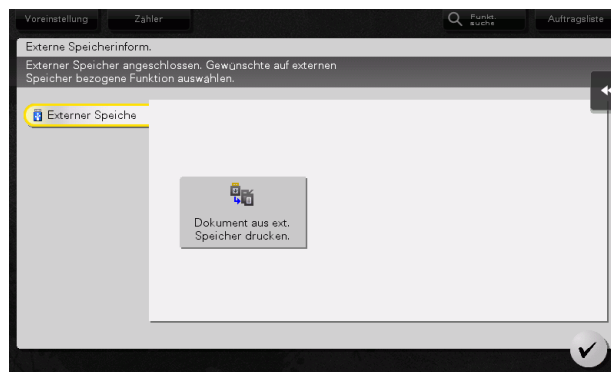 Voreinstellung
Zähler
Funkt.
suche
Auftragsliste
Externe Speicherinform.
Externer Speicher angeschlossen. Gewünschte auf externen
Speicher bezogene Funktion auswählen.
Externer Speiche
Dokument aus ext.
Speicher drucken.